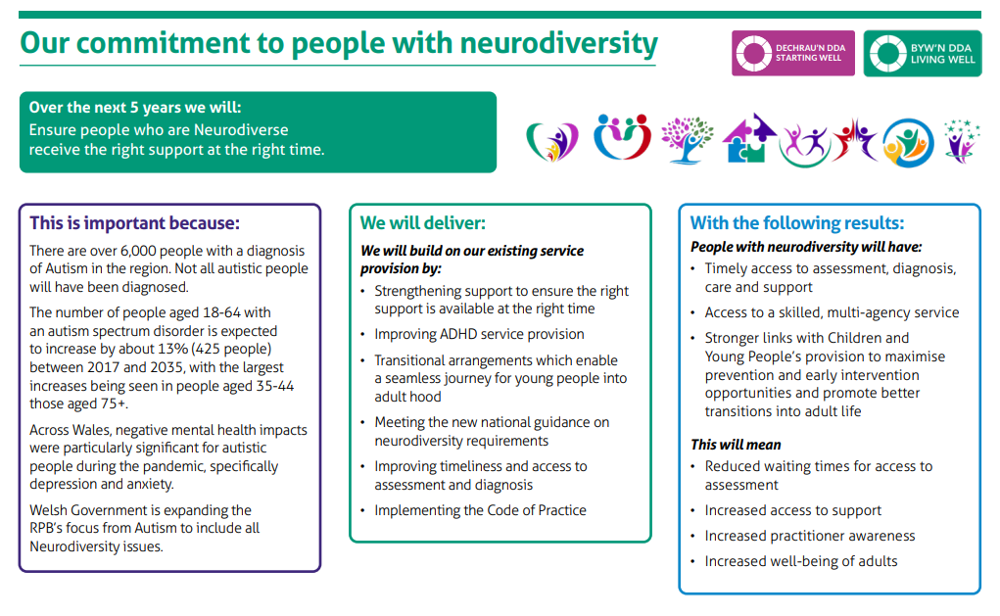 Our commitment to people with neurodiversity
DECHRAU'N DDA
STARTING WELL
BYW'N DDA
LIVING WELL
Over the next 5 years we will:
Ensure people who are Neurodiverse
receive the right support at the right time.
This is important because:
There are over 6,000 people with a diagnosis
of Autism in the region. Not all autistic people
will have been diagnosed.
The number of people aged 18-64 with
an autism spectrum disorder is expected
to increase by about 13% (425 people)
between 2017 and 2035, with the largest
increases being seen in people aged 35-44
those aged 75+.
Across Wales, negative mental health impacts
were particularly significant for autistic
people during the pandemic, specifically
depression and anxiety.
Welsh Government is expanding the
RPB's focus from Autism to include all
Neurodiversity issues.
We will deliver:
We will build on our existing service
provision by:
• Strengthening support to ensure the right
support is available at the right time
• Improving ADHD service provision
• Transitional arrangements which enable
a seamless journey for young people into
adult hood
• Meeting the new national guidance on
neurodiversity requirements
• Improving timeliness and access to
assessment and diagnosis
• Implementing the Code of Practice
With the following results:
People with neurodiversity will have:
• Timely access to assessment, diagnosis,
care and support
• Access to a skilled, multi-agency service
• Stronger links with Children and
Young People's provision to maximise
prevention and early intervention
opportunities and promote better
transitions into adult life
This will mean
• Reduced waiting times for access to
assessment
• Increased access to support
• Increased practitioner awareness
• Increased well-being of adults